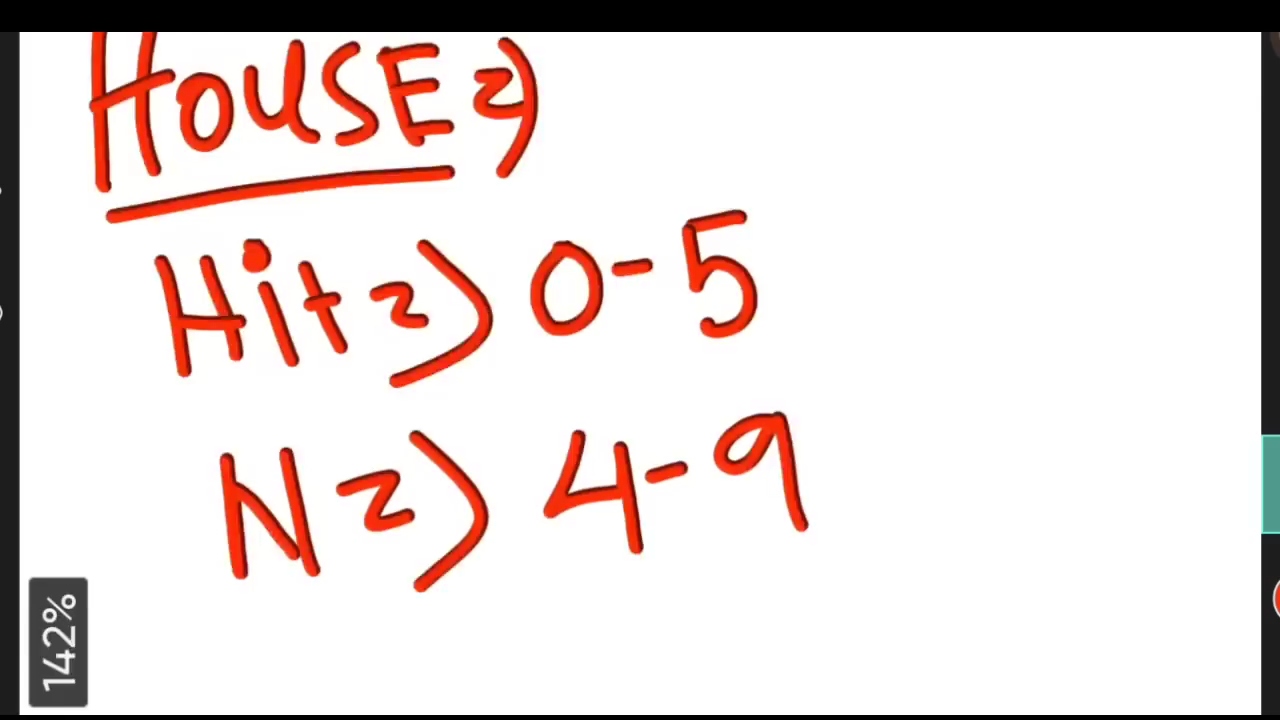 HOUSE =)
Hit =) 0-5
N =) 4-9
142%